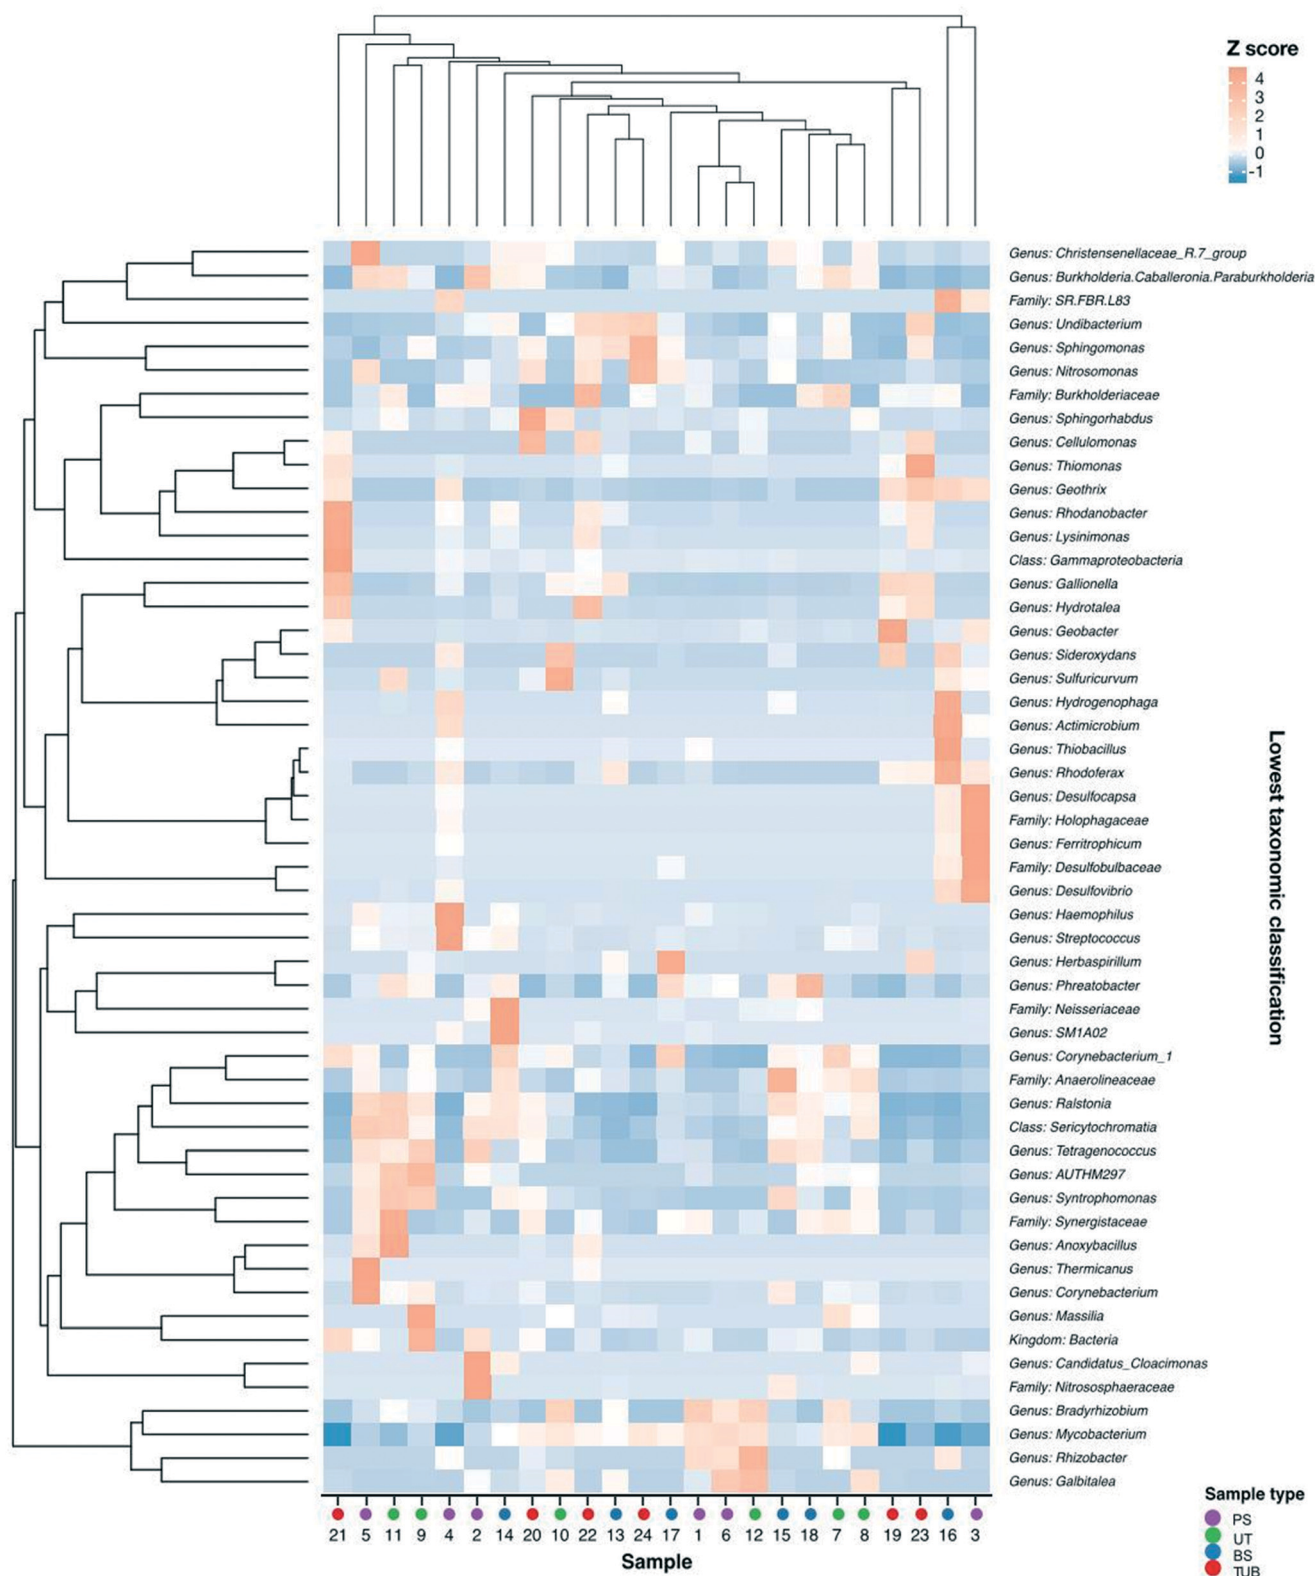 Z score
4
3
2
1
0
-1
Genus: Christensenellaceae_R.7_group
Genus: Burkholderia.Caballeronia.Paraburkholderia
Family: SR.FBR.L83
Genus: Undibacterium
Genus: Sphingomonas
Genus: Nitrosomonas
Family: Burkholderiaceae
Genus: Sphingorhabdus
Genus: Cellulomonas
Genus: Thiomonas
Genus: Geothrix
Genus: Rhodanobacter
Genus: Lysinimonas
Class: Gammaproteobacteria
Genus: Gallionella
Genus: Hydrotalea
Genus: Geobacter
Genus: Sideroxydans
Genus: Sulfuricurvum
Genus: Hydrogenophaga
Genus: Actimicrobium
Genus: Thiobacillus
Genus: Rhodoferax
Genus: Desulfocapsa
Family: Holophagaceae
Genus: Ferritrophicum
Family: Desulfobulbaceae
Genus: Desulfovibrio
Genus: Haemophilus
Genus: Streptococcus
Genus: Herbaspirillum
Genus: Phreatobacter
Family: Neisseriaceae
Genus: SM1A02
Genus: Corynebacterium_1
Family: Anaerolineaceae
Genus: Ralstonia
Class: Sericytochromatia
Genus: Tetragenococcus
Genus: AUTHM297
Genus: Syntrophomonas
Family: Synergistaceae
Genus: Anoxybacillus
Genus: Thermicanus
Genus: Corynebacterium
Genus: Massilia
Kingdom: Bacteria
Genus: Candidatus_Cloacimonas
Family: Nitrososphaeraceae
Genus: Bradyrhizobium
Genus: Mycobacterium
Genus: Rhizobacter
Genus: Galbitalea
Lowest taxonomic classification
21 5 11 9 4 2 14 20 10 22 13 24 17 1 6 12 15 18 7 8 19 23 16 3
Sample
Sample type
PS
UT
BS
TUB